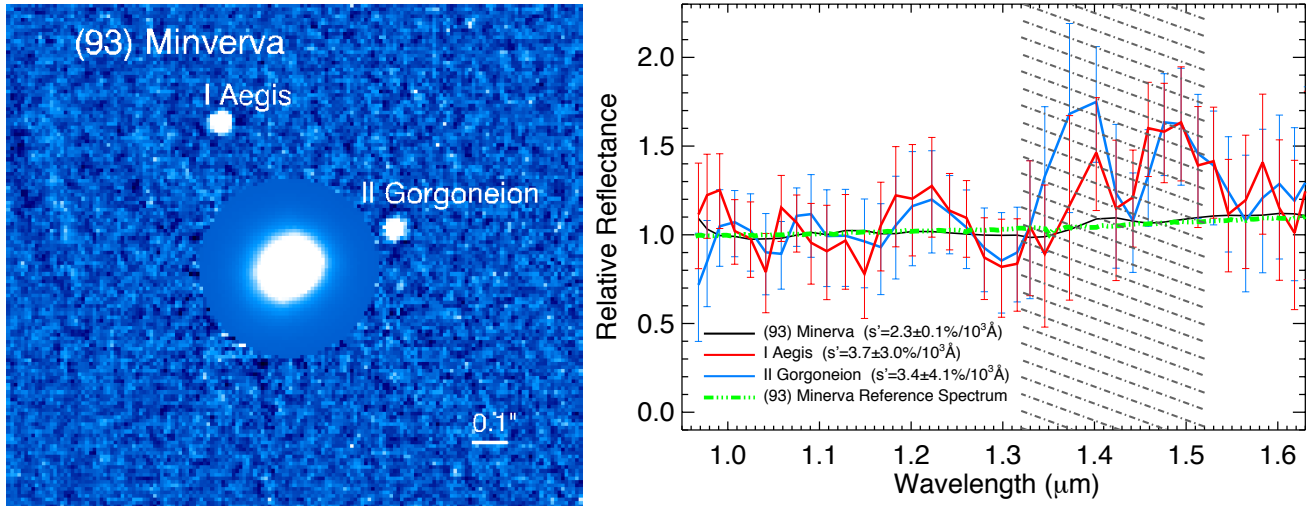 (93) Minverva
I Aegis
II Gorgoneion
0.1"
Relative Reflectance
2.0
1.5
1.0
0.5
0.0
(93) Minerva (s'=2.3±0.1%/10³Å)
I Aegis (s'=3.7±3.0%/10³Å)
II Gorgoneion (s'=3.4±4.1%/10³Å)
(93) Minerva Reference Spectrum
1.0 1.1 1.2 1.3 1.4 1.5 1.6
Wavelength (μm)